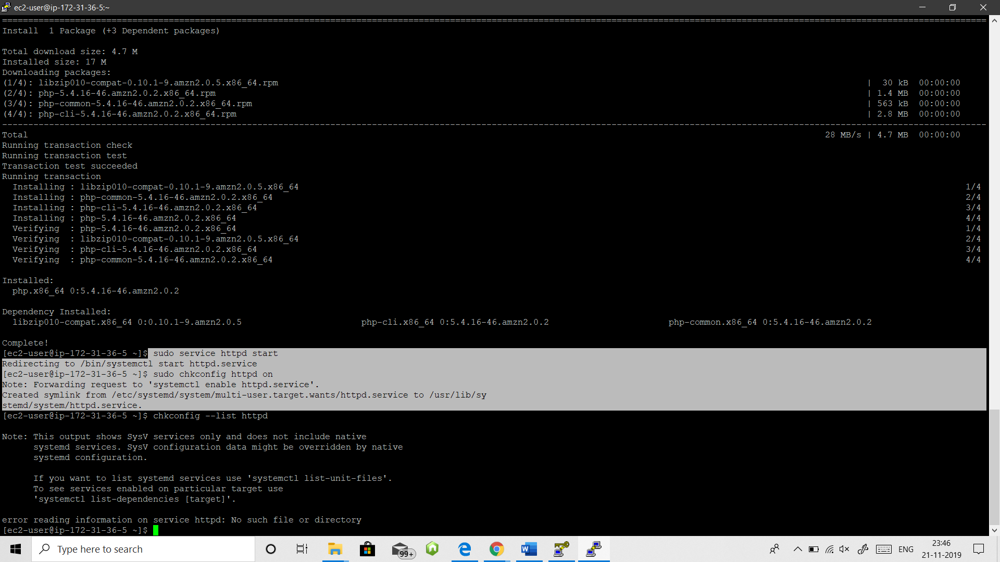 ec2-user@ip-172-31-36-5:~
================================================================================
Install  1 Package (+3 Dependent packages)
Total download size: 4.7 M
Installed size: 17 M
Downloading packages:
(1/4): libzip010-compat-0.10.1-9.amzn2.0.5.x86_64.rpm | 30 kB 00:00:00
(2/4): php-5.4.16-46.amzn2.0.2.x86_64.rpm | 1.4 MB 00:00:00
(3/4): php-common-5.4.16-46.amzn2.0.2.x86_64.rpm | 563 kB 00:00:00
(4/4): php-cli-5.4.16-46.amzn2.0.2.x86_64.rpm | 2.8 MB 00:00:00
--------------------------------------------------------------------------------
Total 28 MB/s | 4.7 MB 00:00:00
Running transaction check
Running transaction test
Transaction test succeeded
Running transaction
Installing : libzip010-compat-0.10.1-9.amzn2.0.5.x86_64 1/4
Installing : php-common-5.4.16-46.amzn2.0.2.x86_64 2/4
Installing : php-cli-5.4.16-46.amzn2.0.2.x86_64 3/4
Installing : php-5.4.16-46.amzn2.0.2.x86_64 4/4
Verifying  : php-5.4.16-46.amzn2.0.2.x86_64 1/4
Verifying  : libzip010-compat-0.10.1-9.amzn2.0.5.x86_64 2/4
Verifying  : php-cli-5.4.16-46.amzn2.0.2.x86_64 3/4
Verifying  : php-common-5.4.16-46.amzn2.0.2.x86_64 4/4
Installed:
php.x86_64 0:5.4.16-46.amzn2.0.2
Dependency Installed:
libzip010-compat.x86_64 0:0.10.1-9.amzn2.0.5 php-cli.x86_64 0:5.4.16-46.amzn2.0.2 php-common.x86_64 0:5.4.16-46.amzn2.0.2
Complete!
[ec2-user@ip-172-31-36-5 ~]$ sudo service httpd start
Redirecting to /bin/systemctl start httpd.service
[ec2-user@ip-172-31-36-5 ~]$ sudo chkconfig httpd on
Note: Forwarding request to 'systemctl enable httpd.service'.
Created symlink from /etc/systemd/system/multi-user.target.wants/httpd.service to /usr/lib/sy
stemd/system/httpd.service.
[ec2-user@ip-172-31-36-5 ~]$ chkconfig --list httpd
Note: This output shows SysV services only and does not include native
systemd services. SysV configuration data might be overridden by native
systemd configuration.
If you want to list systemd services use 'systemctl list-unit-files'.
To see services enabled on particular target use
'systemctl list-dependencies [target]'.
error reading information on service httpd: No such file or directory
[ec2-user@ip-172-31-36-5 ~]$
Type here to search
99+
ENG
23:46
21-11-2019